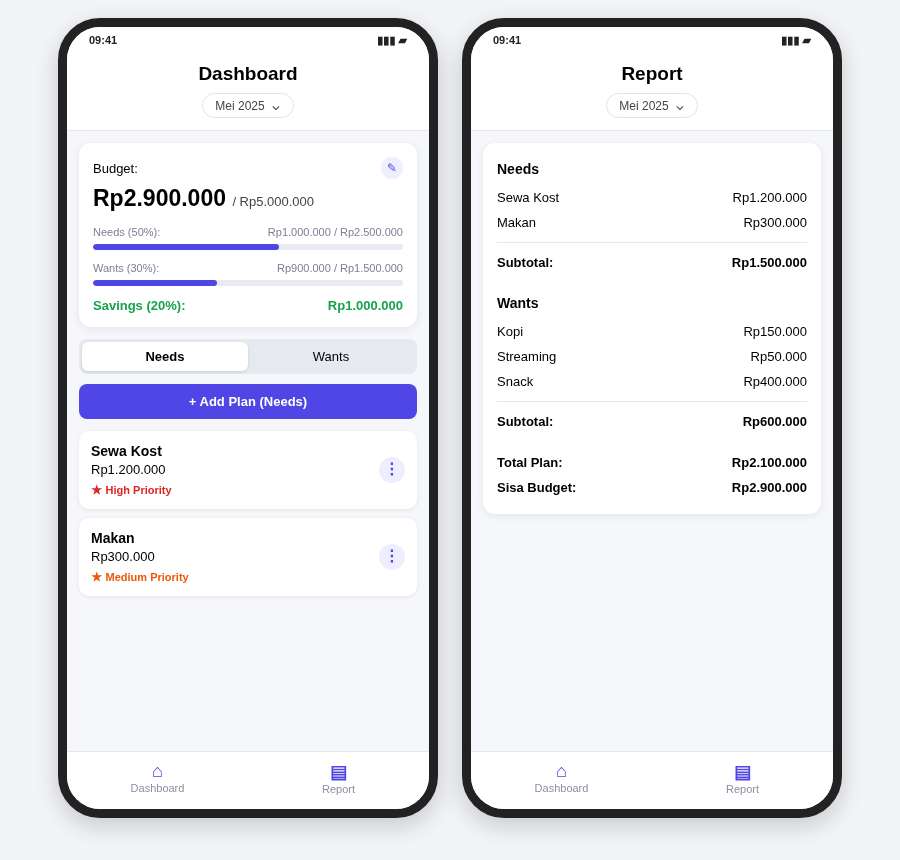 09:41
Dashboard
Mei 2025
Budget:
Rp2.900.000 / Rp5.000.000
Needs (50%): Rp1.000.000 / Rp2.500.000
Wants (30%): Rp900.000 / Rp1.500.000
Savings (20%): Rp1.000.000
Needs Wants
+ Add Plan (Needs)
Sewa Kost
Rp1.200.000
★ High Priority
Makan
Rp300.000
★ Medium Priority
Dashboard Report
09:41
Report
Mei 2025
Needs
Sewa Kost Rp1.200.000
Makan Rp300.000
Subtotal: Rp1.500.000
Wants
Kopi Rp150.000
Streaming Rp50.000
Snack Rp400.000
Subtotal: Rp600.000
Total Plan: Rp2.100.000
Sisa Budget: Rp2.900.000
Dashboard Report